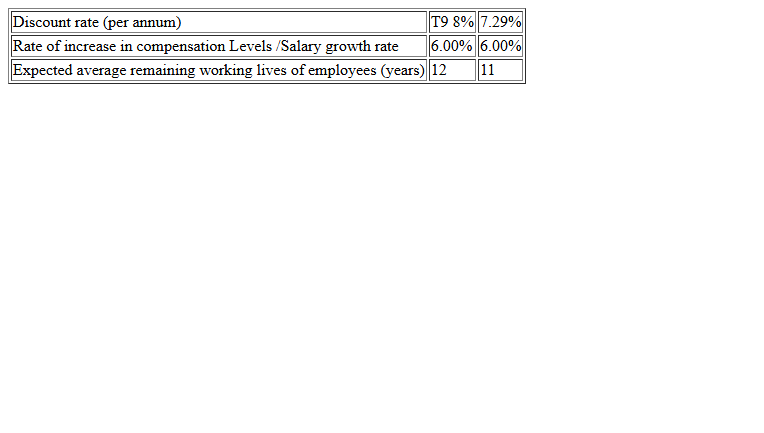 Discount rate (per annum) T9 8% 7.29%
Rate of increase in compensation Levels /Salary growth rate 6.00% 6.00%
Expected average remaining working lives of employees (years) 12 11